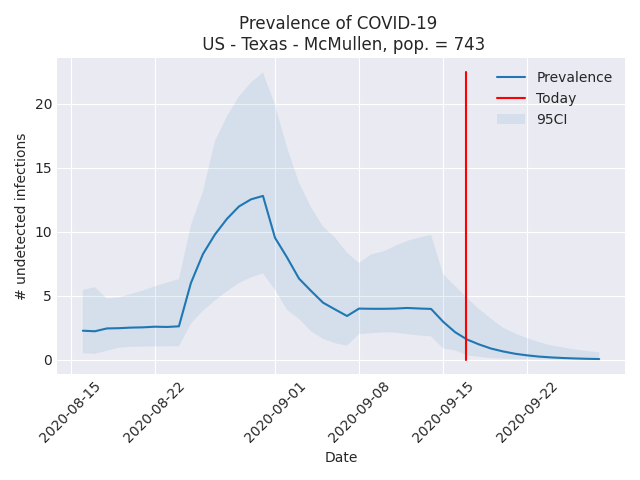 Prevalence of COVID-19
US - Texas - McMullen, pop. = 743
Prevalence
Today
95CI
# undetected infections
20
15
10
5
0
2020-08-15
2020-08-22
2020-09-01
2020-09-08
2020-09-15
2020-09-22
Date